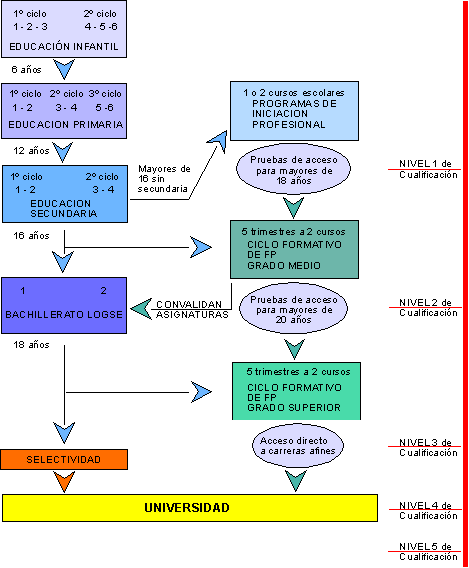 1º ciclo 2º ciclo
1 - 2 - 3 4 - 5 -6
EDUCACIÓN INFANTIL
6 años
1º ciclo 2º ciclo 3º ciclo
1 - 2 3 - 4 5 -6
EDUCACION PRIMARIA
12 años
1º ciclo 2º ciclo
1 - 2 3 - 4
EDUCACION
SECUNDARIA
Mayores de
16 sin
secundaria
16 años
1 2
BACHILLERATO LOGSE
18 años
SELECTIVIDAD
1 o 2 cursos escolares
PROGRAMAS DE
INICIACION
PROFESIONAL
Pruebas de acceso
para mayores de
18 años
5 trimestres a 2 cursos
CICLO FORMATIVO
DE FP
GRADO MEDIO
CONVALIDAN
ASIGNATURAS
Pruebas de acceso
para mayores de
20 años
5 trimestres a 2 cursos
CICLO FORMATIVO
DE FP
GRADO SUPERIOR
Acceso directo
a carreras afines
UNIVERSIDAD
NIVEL 1 de
Cualificación
NIVEL 2 de
Cualificación
NIVEL 3 de
Cualificación
NIVEL 4 de
Cualificación
NIVEL 5 de
Cualificación